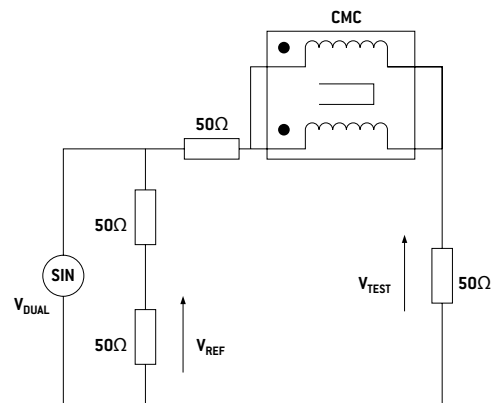 CMC
50Ω
50Ω
SIN
V_DUAL
50Ω
V_REF
V_TEST
50Ω